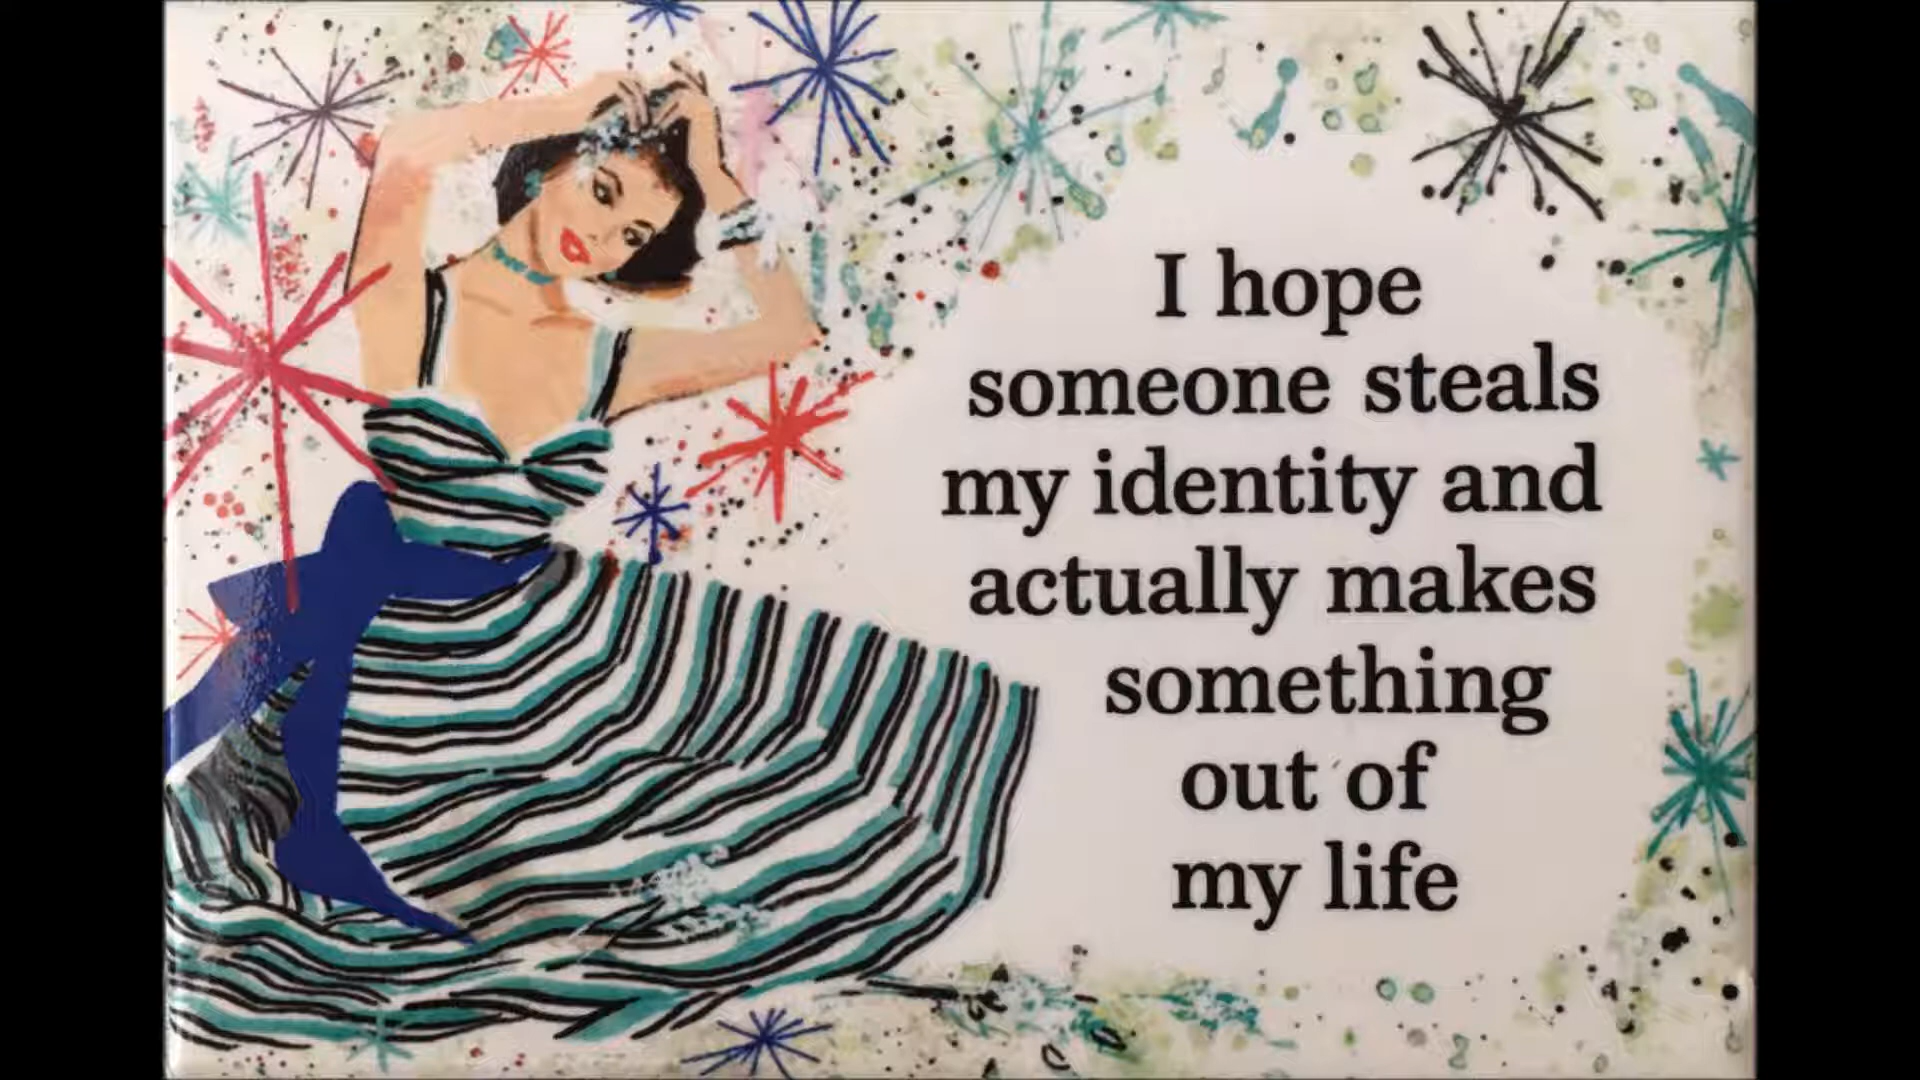 I hope
someone steals
my identity and
actually makes
something
out of
my life